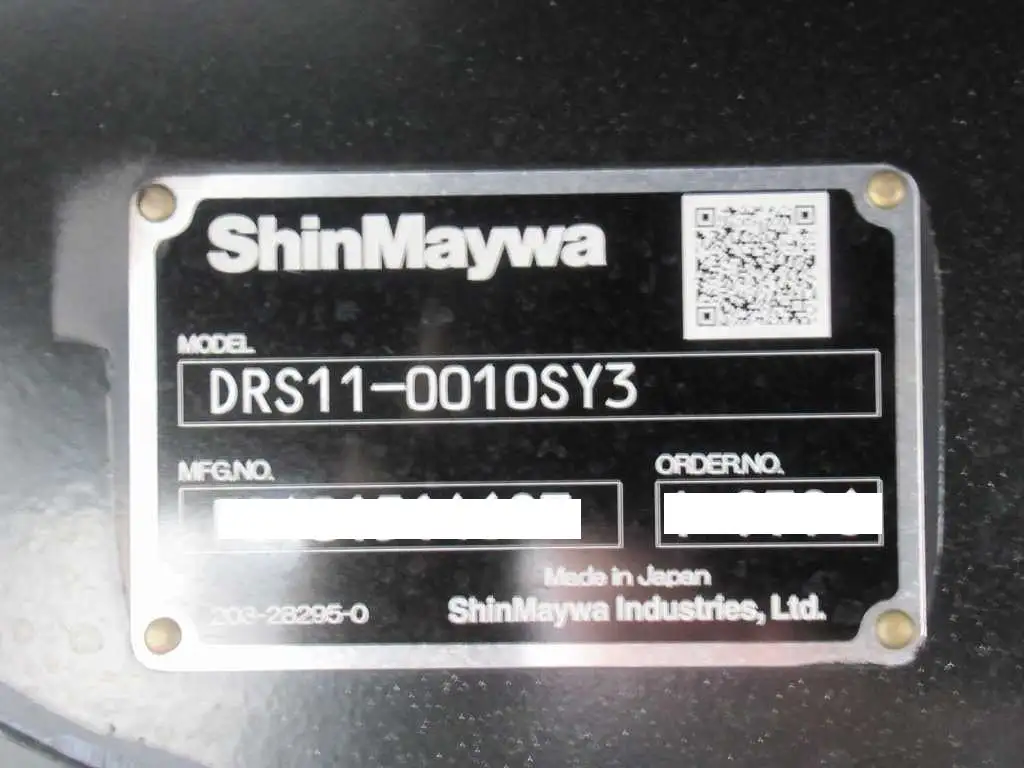 ShinMaywa
MODEL
DRS11-0010SY3
MFG.NO.
ORDER.NO.
Made in Japan
203-28295-0
ShinMaywa Industries, Ltd.